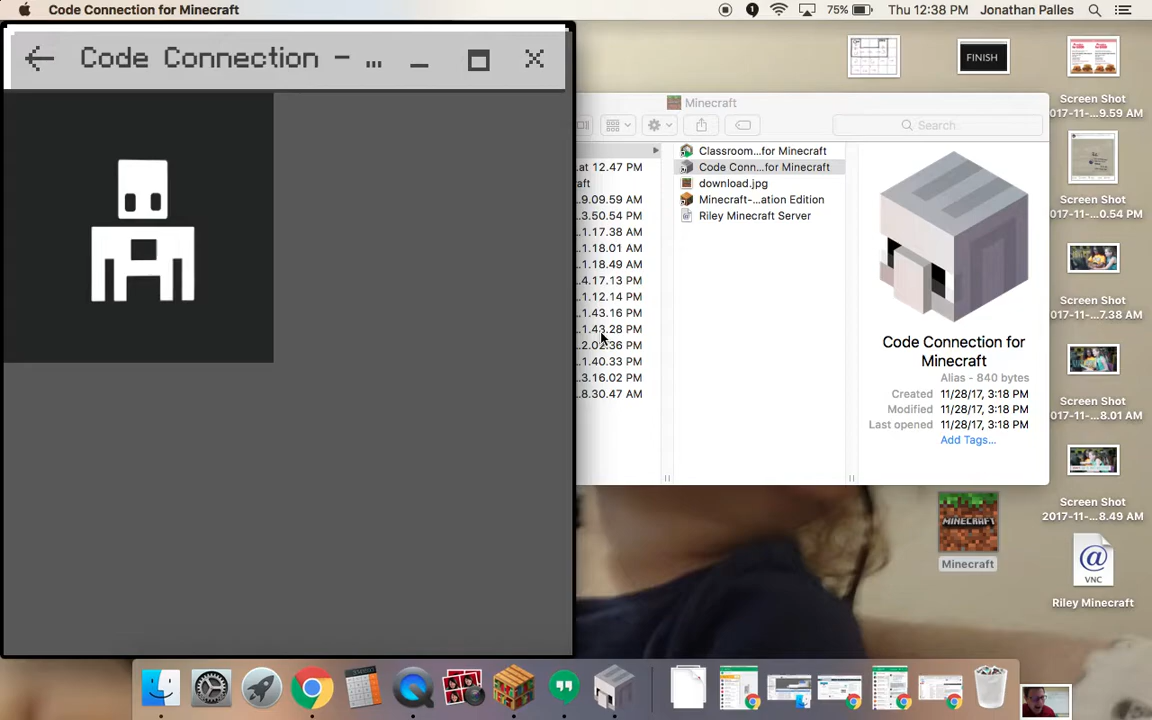 Code Connection for Minecraft
75%
Thu 12:38 PM
Jonathan Palles
Code Connection – ...
Minecraft
Search
.at 12.47 PM
aft
9.09.59 AM
.3.50.54 PM
.1.17.38 AM
.1.18.01 AM
.1.18.49 AM
.4.17.13 PM
.1.12.14 PM
.1.43.16 PM
.1.43.28 PM
.2.02.36 PM
.1.40.33 PM
.3.16.02 PM
.8.30.47 AM
Classroom...for Minecraft
Code Conn...for Minecraft
download.jpg
Minecraft-...ation Edition
Riley Minecraft Server
Code Connection for
Minecraft
Alias - 840 bytes
Created 11/28/17, 3:18 PM
Modified 11/28/17, 3:18 PM
Last opened 11/28/17, 3:18 PM
Add Tags...
FINISH
Screen Shot
2017-11-...9.59 AM
Screen Shot
2017-11-...0.54 PM
Screen Shot
2017-11-...7.38 AM
Screen Shot
2017-11-...8.01 AM
Screen Shot
2017-11-...8.49 AM
MINECRAFT
Minecraft
VNC
Riley Minecraft